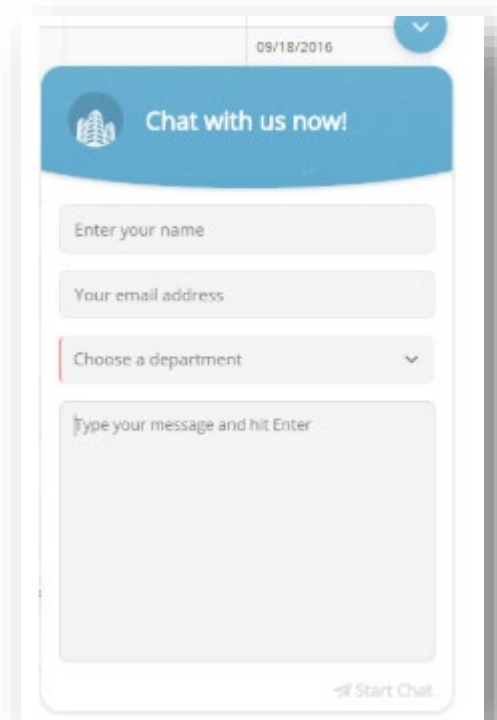 09/18/2016
Chat with us now!
Enter your name
Your email address
Choose a department
Type your message and hit Enter
Start Chat